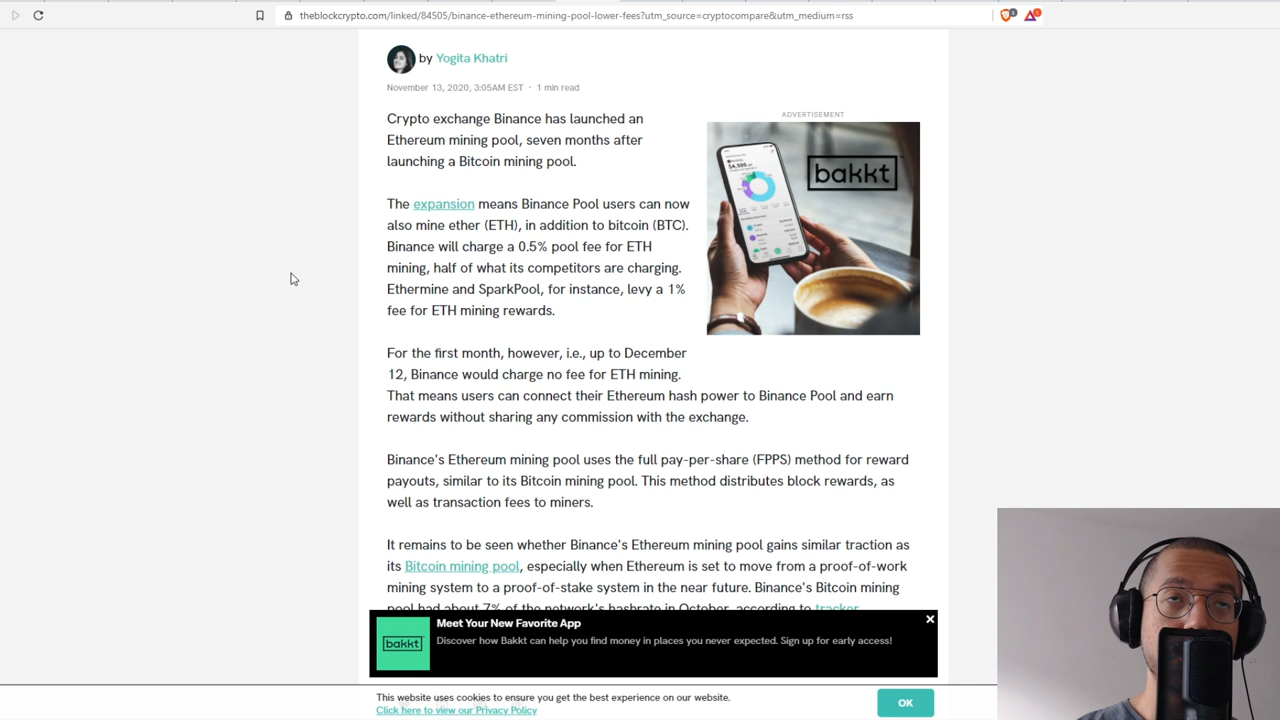 theblockcrypto.com/linked/84505/binance-ethereum-mining-pool-lower-fees?utm_source=cryptocompare&utm_medium=rss
by Yogita Khatri
November 13, 2020, 3:05AM EST · 1 min read
Crypto exchange Binance has launched an
Ethereum mining pool, seven months after
launching a Bitcoin mining pool.
ADVERTISEMENT
bakkt
The expansion means Binance Pool users can now
also mine ether (ETH), in addition to bitcoin (BTC).
Binance will charge a 0.5% pool fee for ETH
mining, half of what its competitors are charging.
Ethermine and SparkPool, for instance, levy a 1%
fee for ETH mining rewards.
For the first month, however, i.e., up to December
12, Binance would charge no fee for ETH mining.
That means users can connect their Ethereum hash power to Binance Pool and earn
rewards without sharing any commission with the exchange.
Binance's Ethereum mining pool uses the full pay-per-share (FPPS) method for reward
payouts, similar to its Bitcoin mining pool. This method distributes block rewards, as
well as transaction fees to miners.
It remains to be seen whether Binance's Ethereum mining pool gains similar traction as
its Bitcoin mining pool, especially when Ethereum is set to move from a proof-of-work
mining system to a proof-of-stake system in the near future. Binance's Bitcoin mining
pool had about 7% of the network's hashrate in October, according to tracker
bakkt
Meet Your New Favorite App
Discover how Bakkt can help you find money in places you never expected. Sign up for early access!
This website uses cookies to ensure you get the best experience on our website.
Click here to view our Privacy Policy
OK